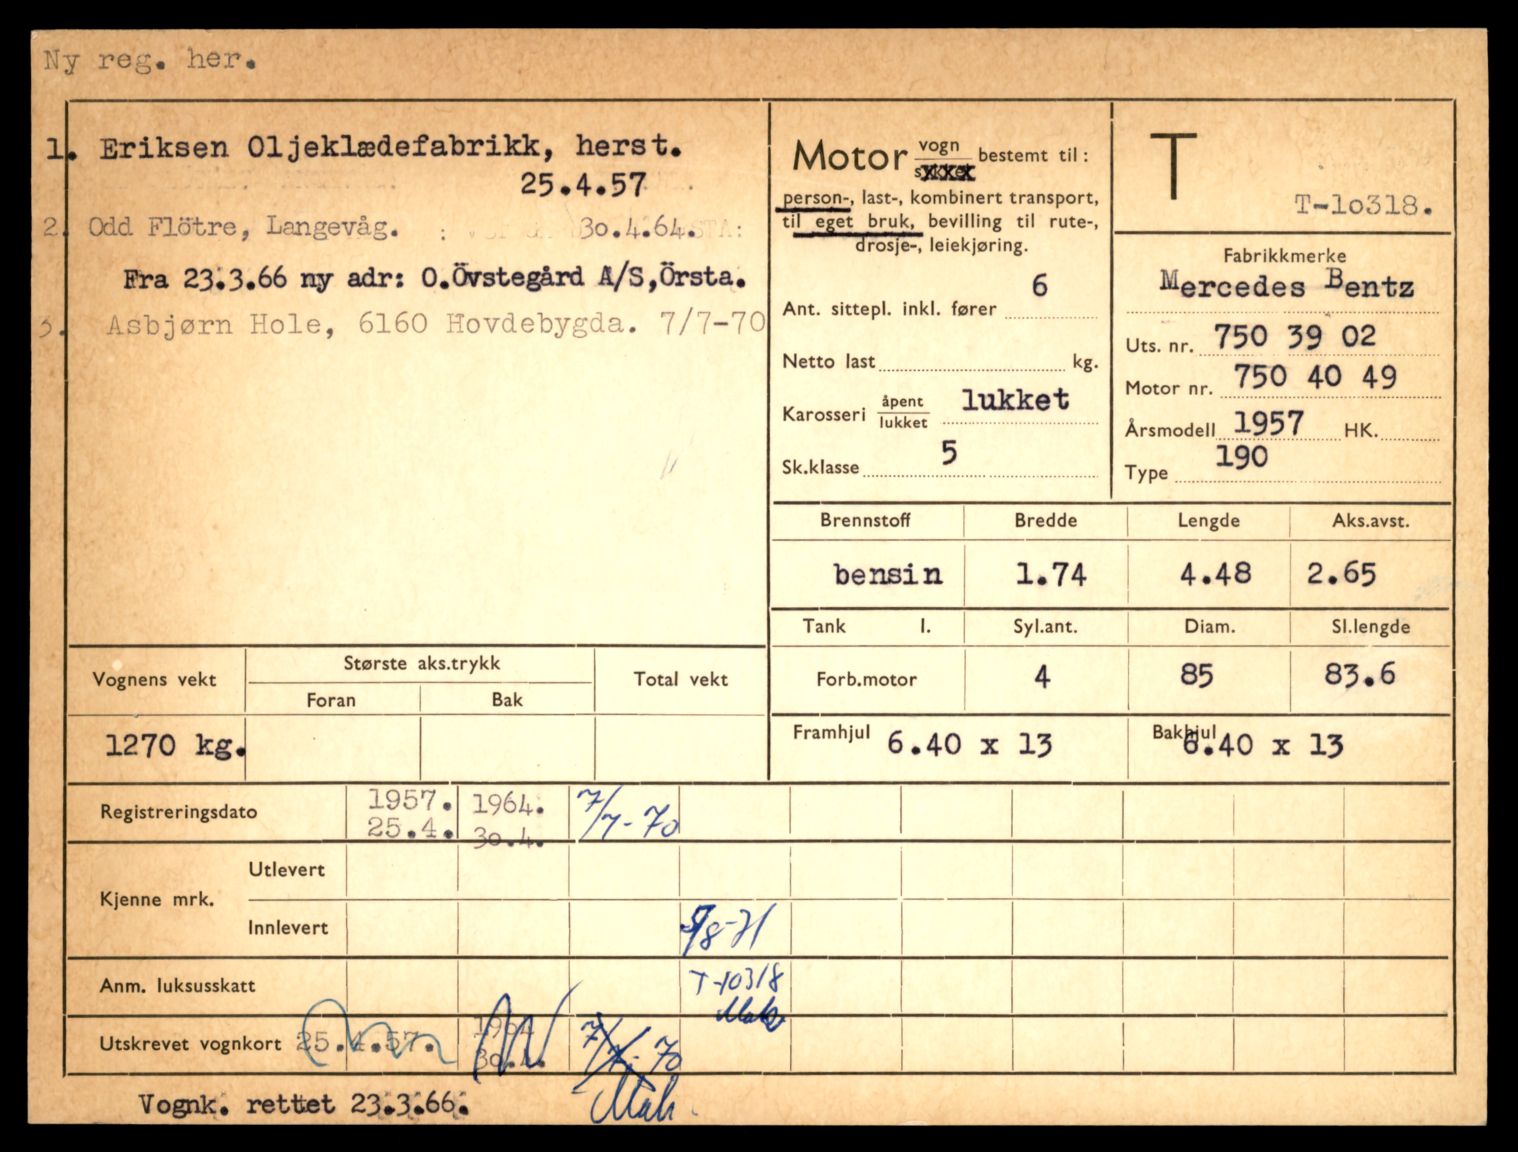 Ny reg. her.
1. Eriksen Oljeklædefabrikk, herst.
25.4.57
2. Odd Flötre, Langevåg. 30.4.64.
Fra 23.3.66 ny adr: O.Övstegård A/S,Örsta.
3. Asbjørn Hole, 6160 Hovdebygda. 7/7-70
Motor vogn bestemt til:
person-, last-, kombinert transport,
til eget bruk, bevilling til rute-,
drosje-, leiekjøring.
Ant. sittepl. inkl. fører 6
Netto last kg.
Karosseri åpent/lukket lukket
Sk.klasse 5
T
T-10318.
Fabrikkmerke
Mercedes Bentz
Uts. nr. 750 39 02
Motor nr. 750 40 49
Årsmodell 1957 HK.
Type 190
Brennstoff Bredde Lengde Aks.avst.
bensin 1.74 4.48 2.65
Tank l. Syl.ant. Diam. Sl.lengde
Forb.motor 4 85 83.6
Framhjul 6.40 x 13 Bakhjul 6.40 x 13
Vognens vekt Største aks.trykk Total vekt
Foran Bak
1270 kg.
Registreringsdato 1957. 25.4. 1964. 30.4. 7/7-70
Kjenne mrk. Utlevert
Innlevert 5/8-71
Anm. luksusskatt T-10318
Utskrevet vognkort 25.4.57. 1964 30.4. 7/7-70
Vognk. rettet 23.3.66.